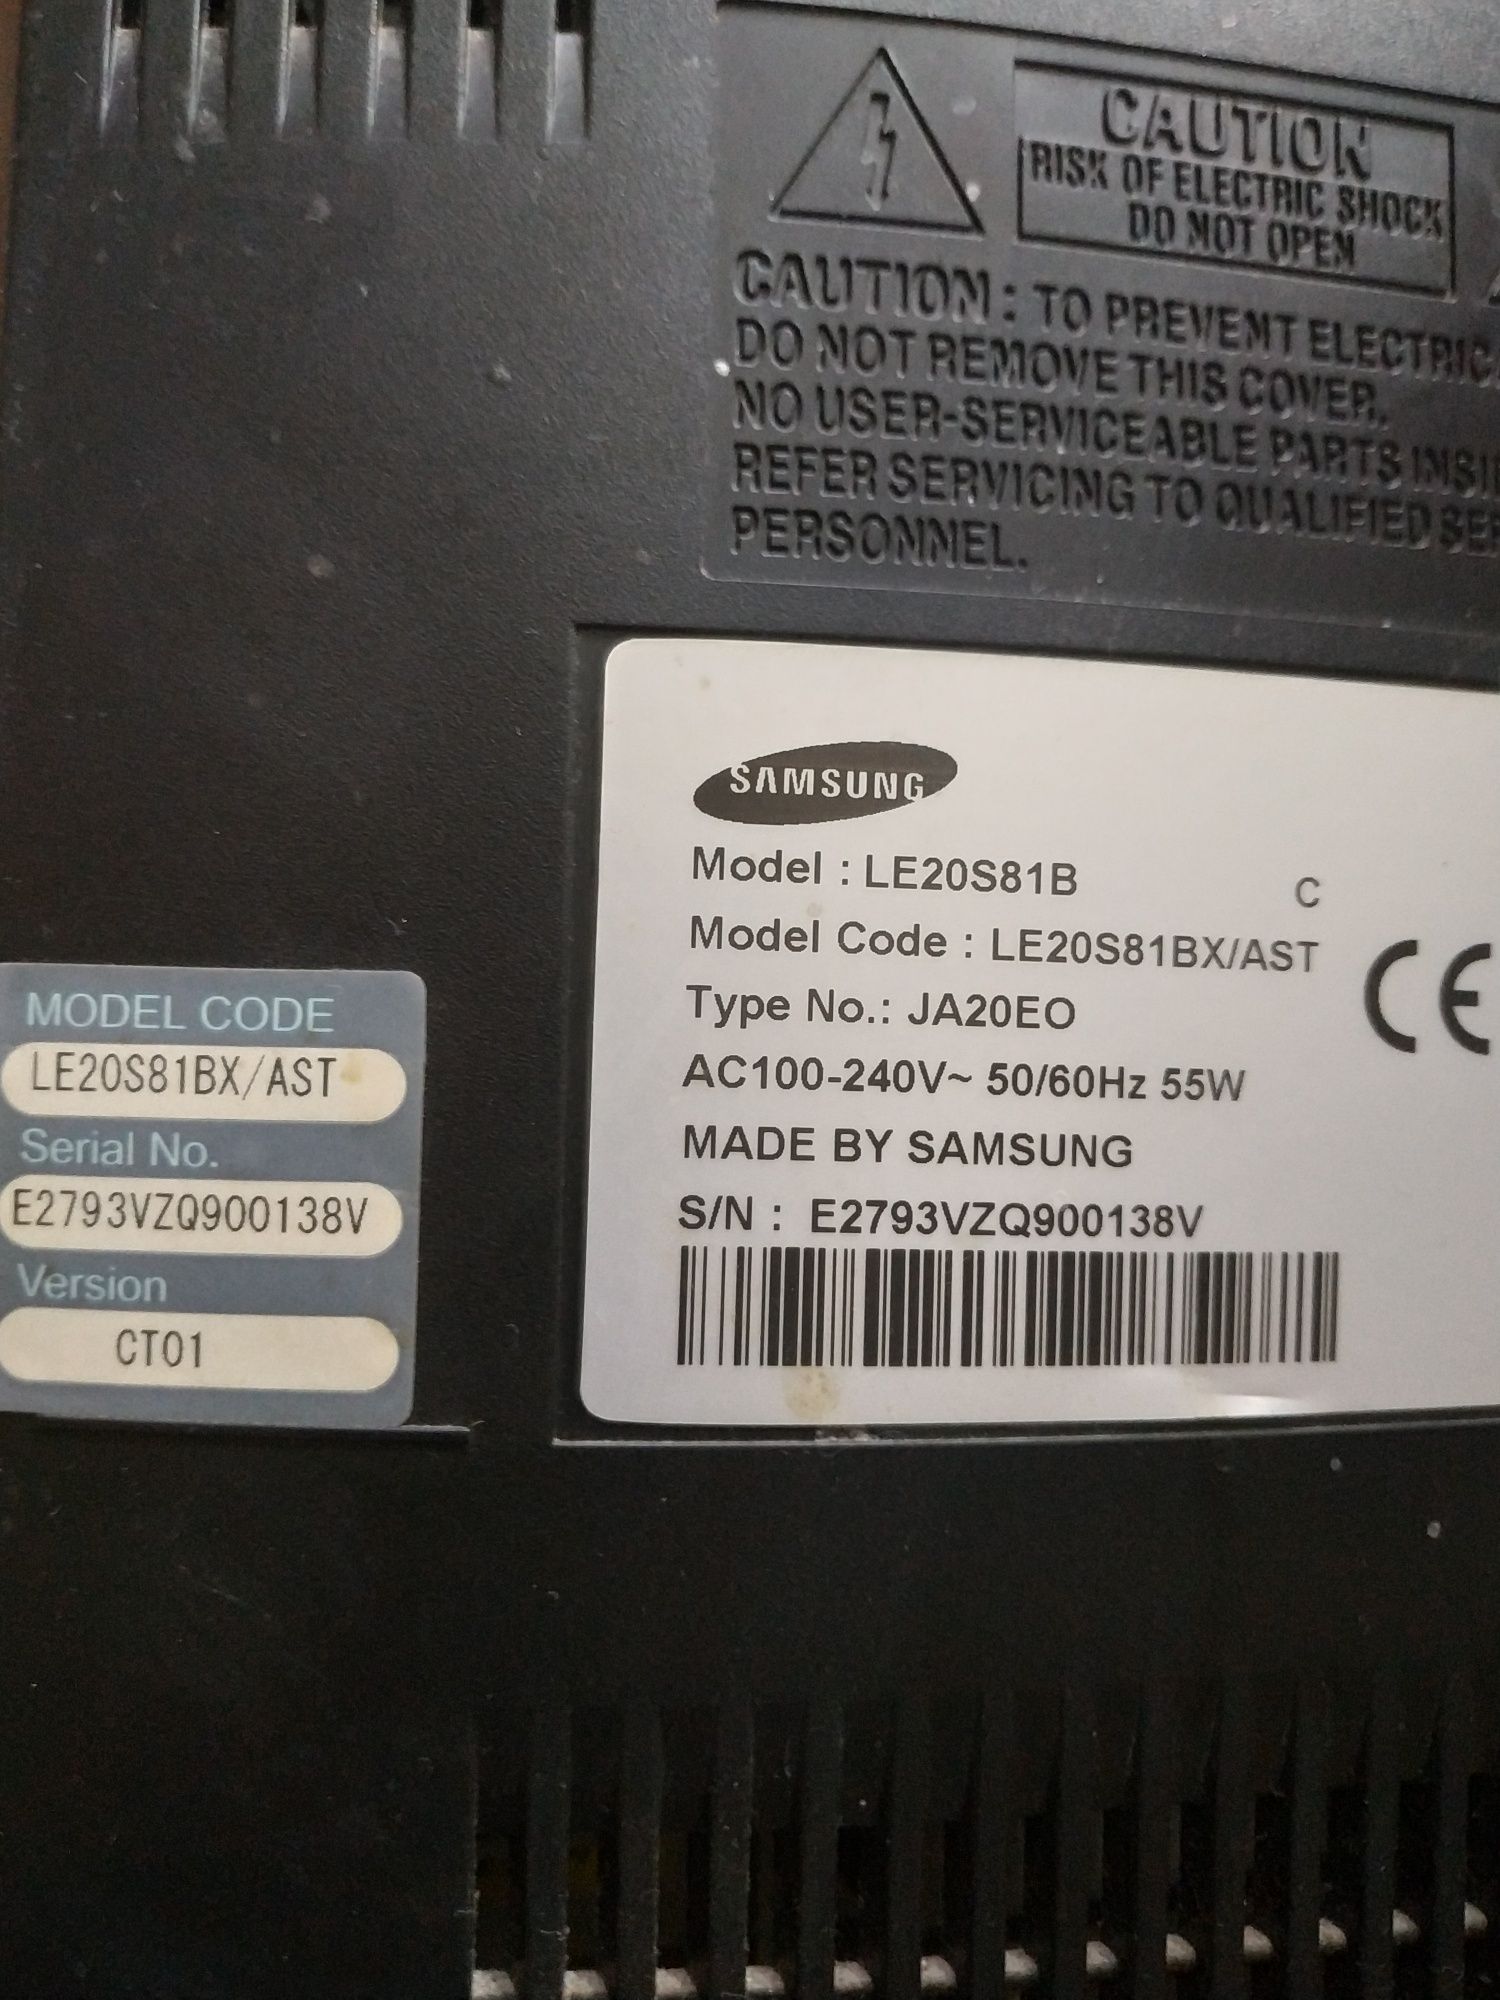 CAUTION
RISK OF ELECTRIC SHOCK
DO NOT OPEN
CAUTION : TO PREVENT ELECTRIC
DO NOT REMOVE THIS COVER.
NO USER-SERVICEABLE PARTS
REFER SERVICING TO QUALIFIED
PERSONNEL.
SAMSUNG
Model : LE20S81B C
Model Code : LE20S81BX/AST
CE
Type No.: JA20EO
AC100-240V~ 50/60Hz 55W
MADE BY SAMSUNG
S/N : E2793VZQ900138V
MODEL CODE
LE20S81BX/AST
Serial No.
E2793VZQ900138V
Version
CT01